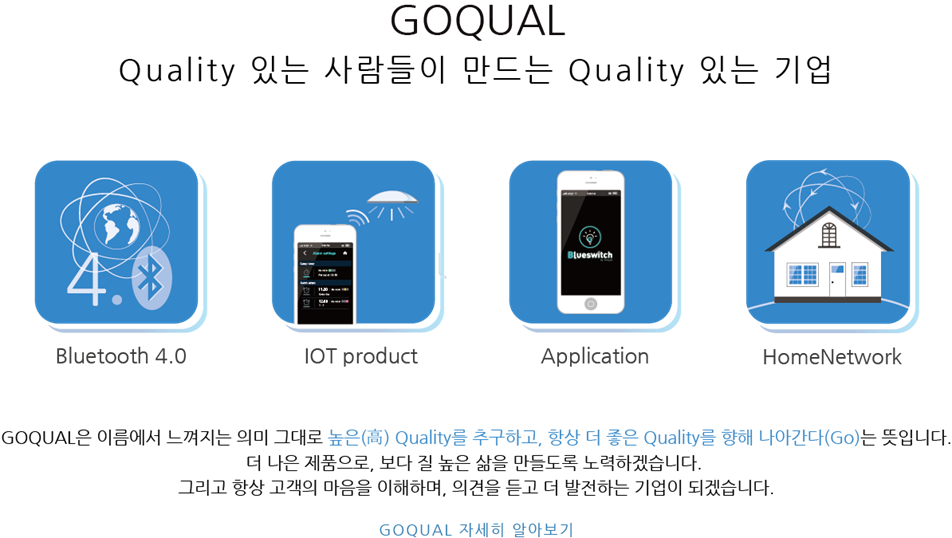 GOQUAL
Quality 있는 사람들이 만드는 Quality 있는 기업
4.
Blueswitch
Bluetooth 4.0
IOT product
Application
HomeNetwork
GOQUAL은 이름에서 느껴지는 의미 그대로 높은(高) Quality를 추구하고, 항상 더 좋은 Quality를 향해 나아간다(Go)는 뜻입니다.
더 나은 제품으로, 보다 질 높은 삶을 만들도록 노력하겠습니다.
그리고 항상 고객의 마음을 이해하며, 의견을 듣고 더 발전하는 기업이 되겠습니다.
GOQUAL 자세히 알아보기